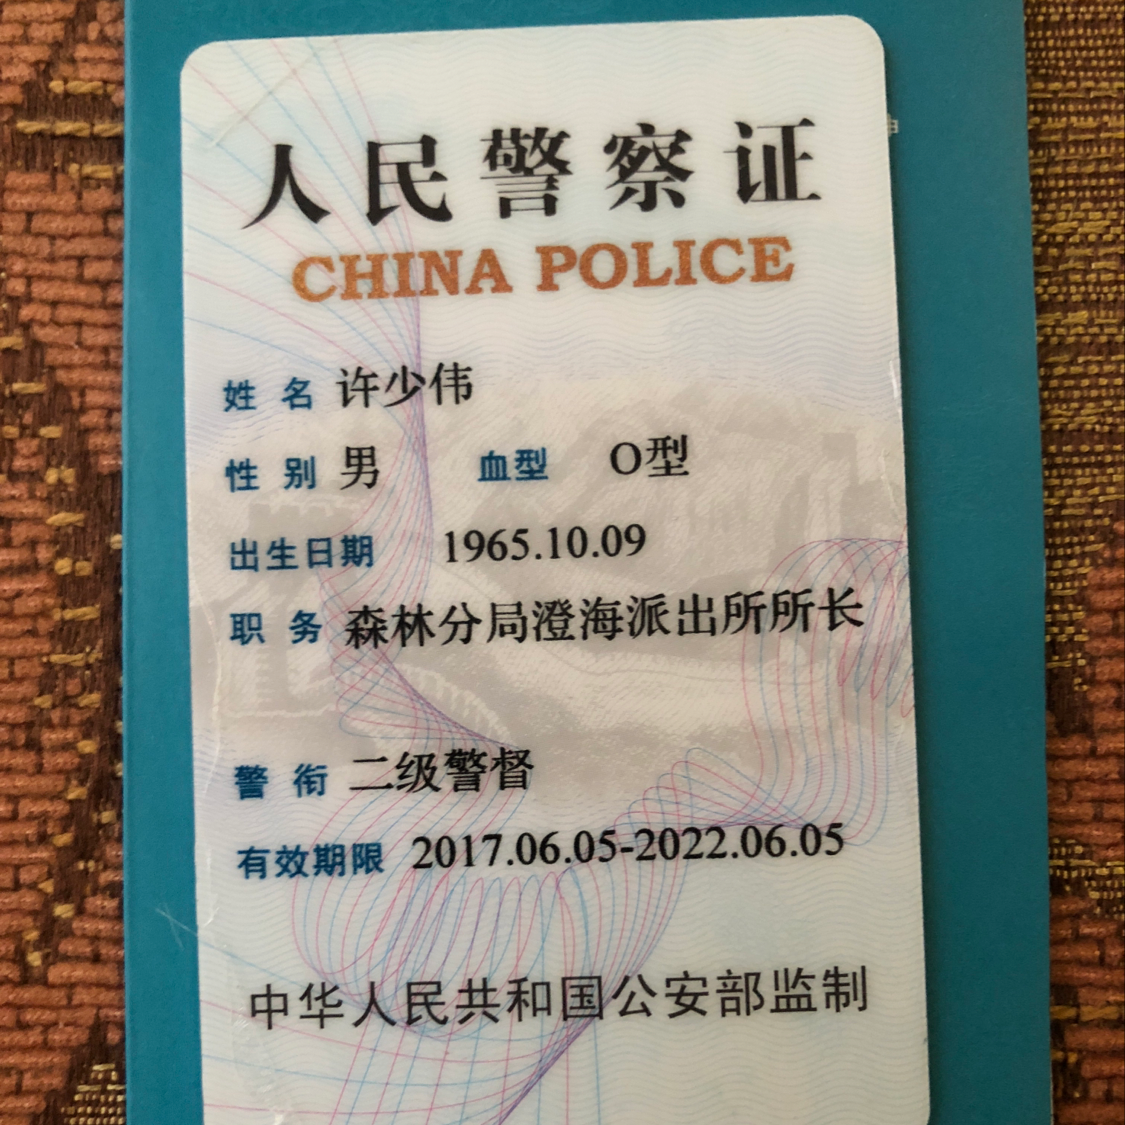 人民警察证
CHINA POLICE
姓名 许少伟
性别 男 血型 O型
出生日期 1965.10.09
职务 森林分局澄海派出所所长
警衔 二级警督
有效期限 2017.06.05-2022.06.05
中华人民共和国公安部监制